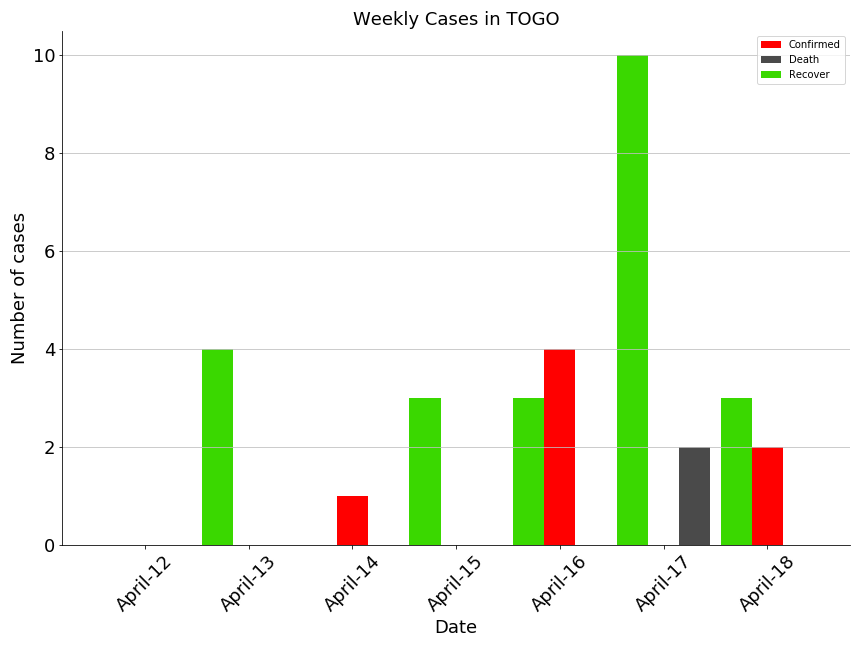 Weekly Cases in TOGO
Confirmed
Death
Recover
Number of cases
10
8
6
4
2
0
April-12
April-13
April-14
April-15
April-16
April-17
April-18
Date